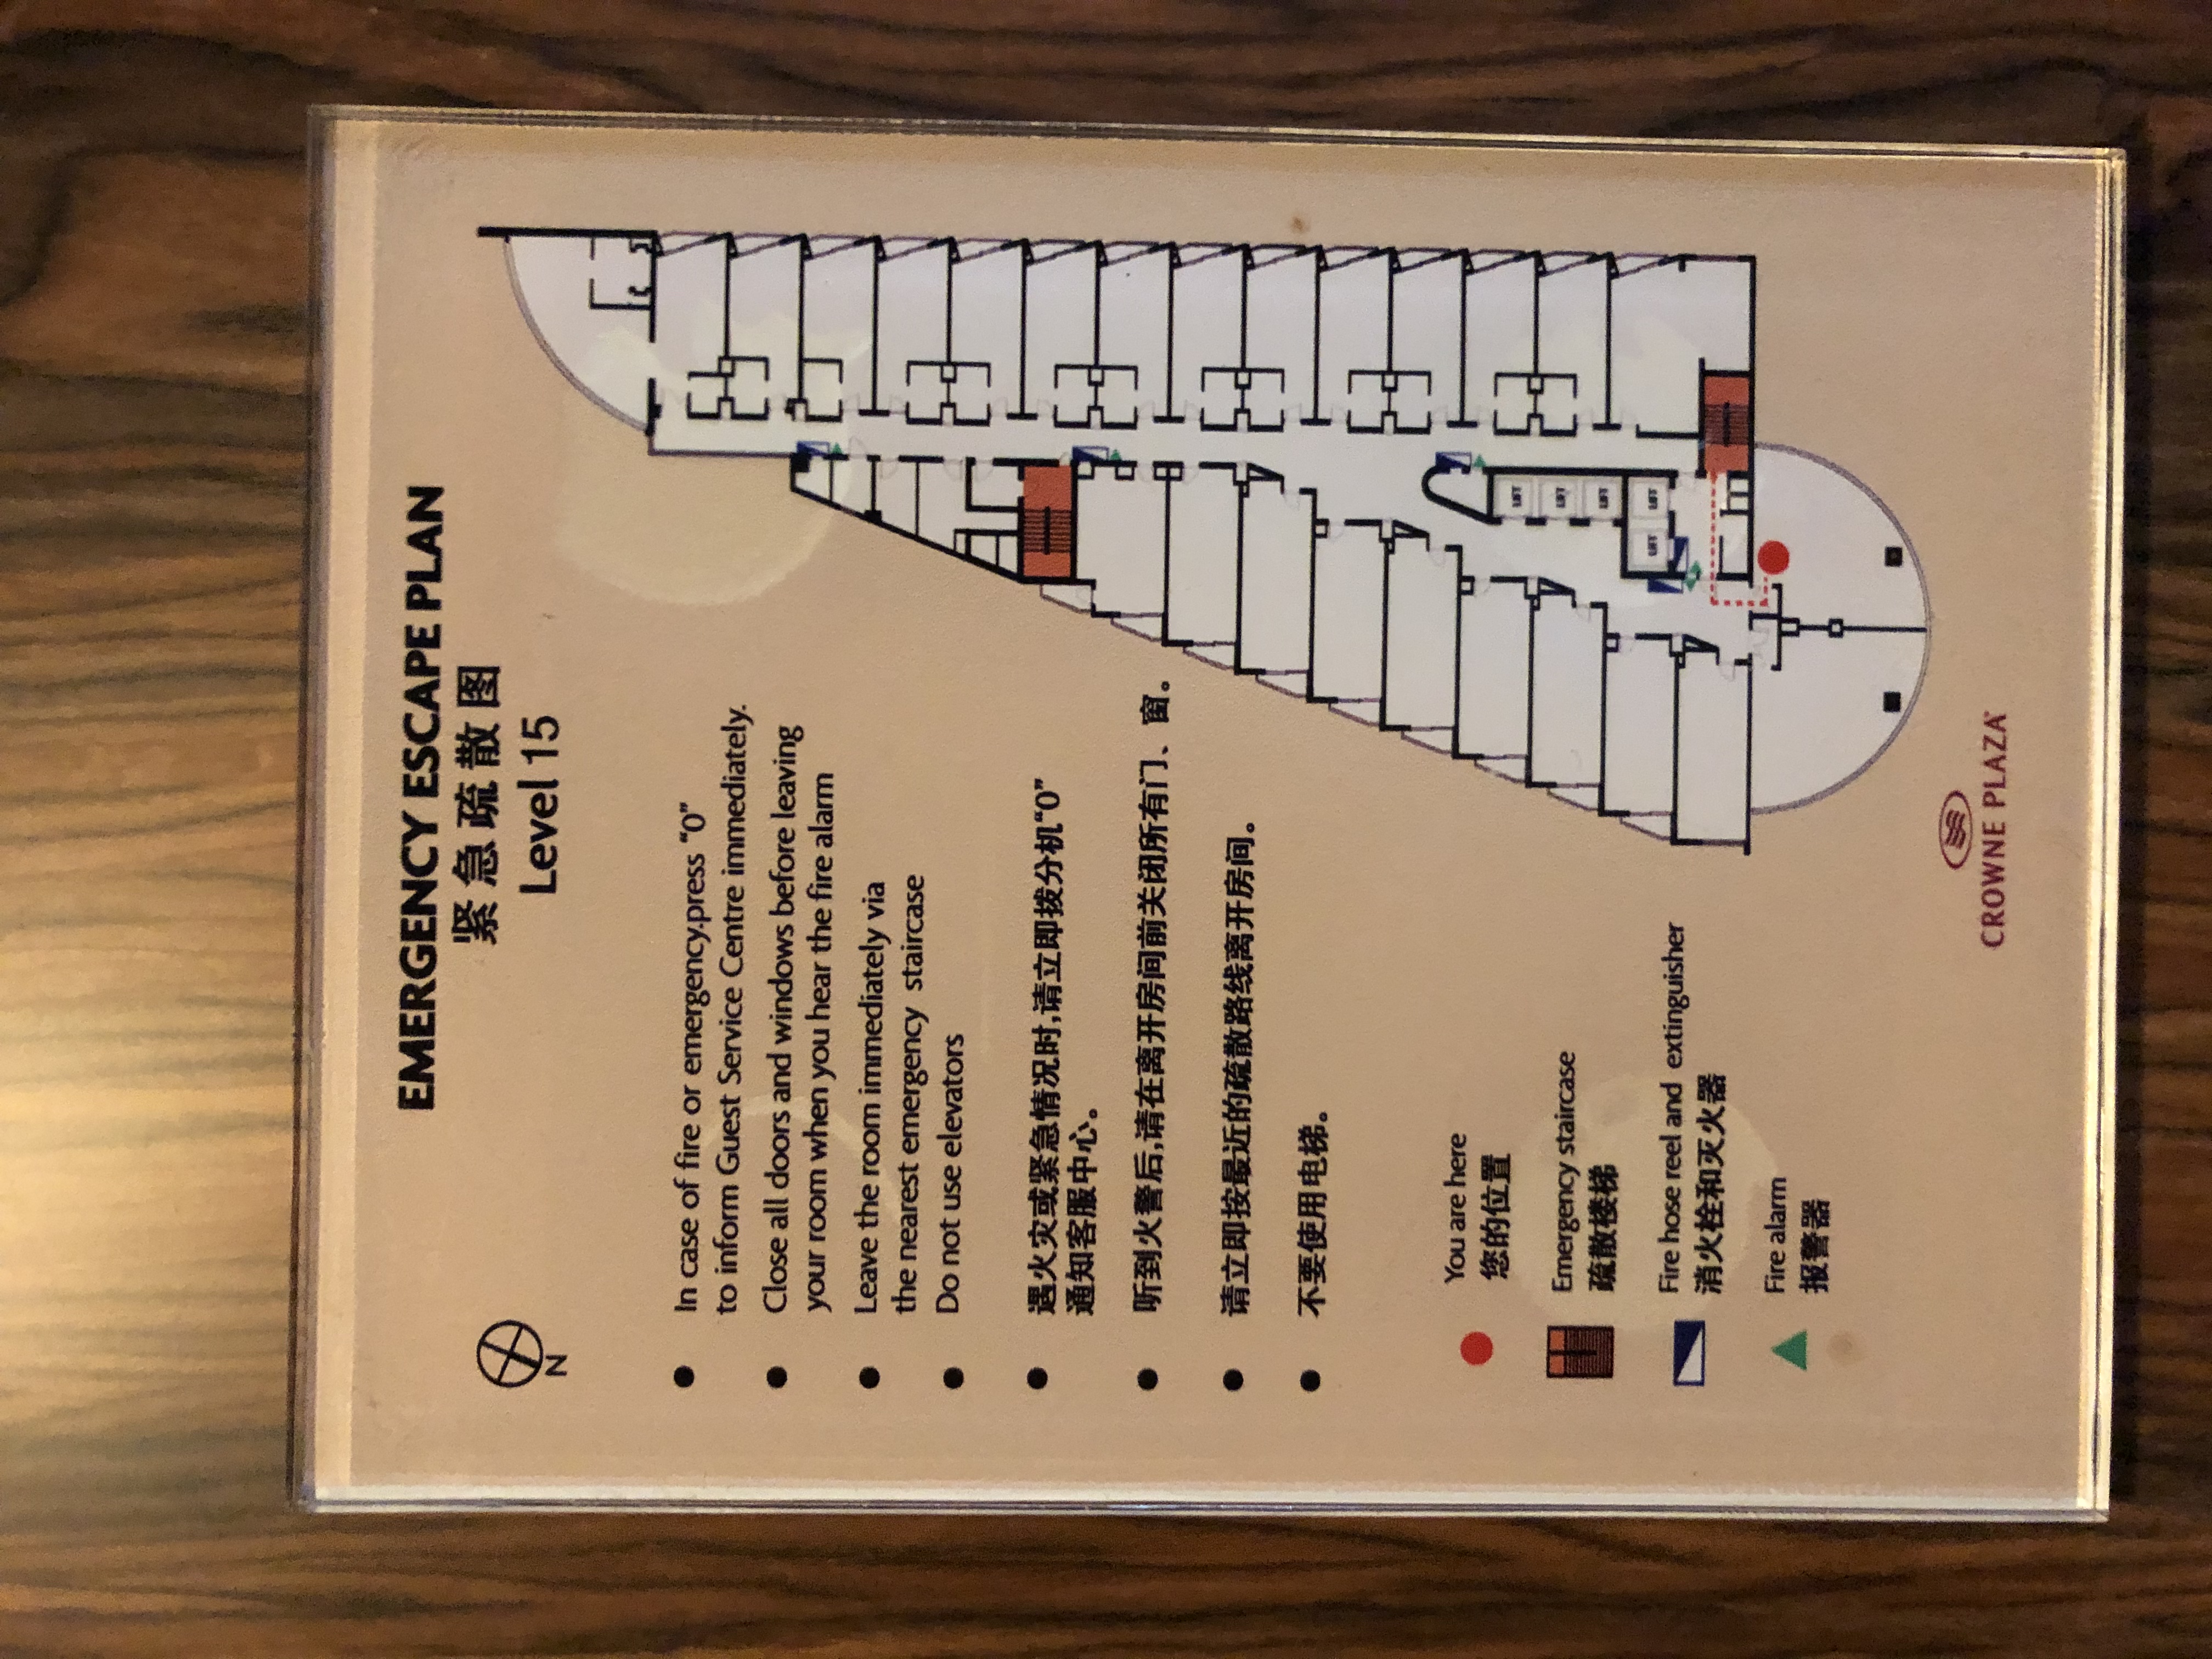 EMERGENCY ESCAPE PLAN
紧急疏散图
Level 15
N
● In case of fire or emergency.press “0”
to inform Guest Service Centre immediately.
● Close all doors and windows before leaving
your room when you hear the fire alarm
● Leave the room immediately via
the nearest emergency staircase
● Do not use elevators
● 遇火灾或紧急情况时,请立即拨分机“0”
通知客服中心。
● 听到火警后,请在离开房间前关闭所有门、窗。
● 请立即按最近的疏散路线离开房间。
● 不要使用电梯。
You are here
您的位置
Emergency staircase
疏散楼梯
Fire hose reel and extinguisher
消火栓和灭火器
Fire alarm
报警器
LIFT
LIFT
LIFT
LIFT
LIFT
CROWNE PLAZA